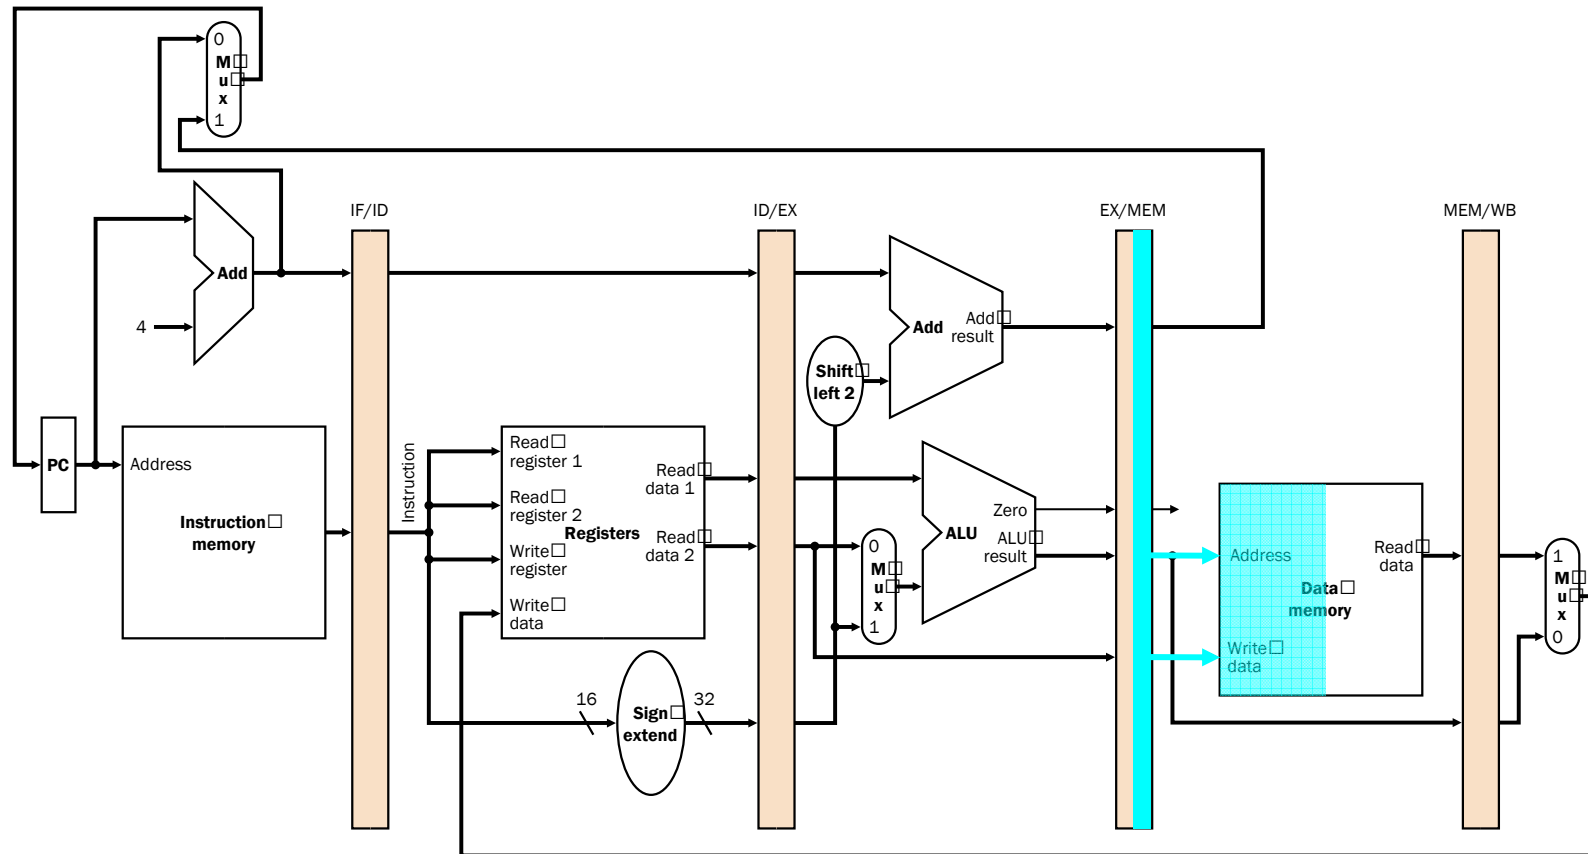 0
M
u
x
1
IF/ID
ID/EX
EX/MEM
MEM/WB
Add
4
Add
Add
result
Shift
left 2
PC
Address
Instruction
memory
Instruction
Read
register 1
Read
register 2
Write
register
Write
data
Registers
Read
data 1
Read
data 2
16
Sign
extend
32
0
M
u
x
1
Zero
ALU
ALU
result
Address
Data
memory
Write
data
Read
data
1
M
u
x
0